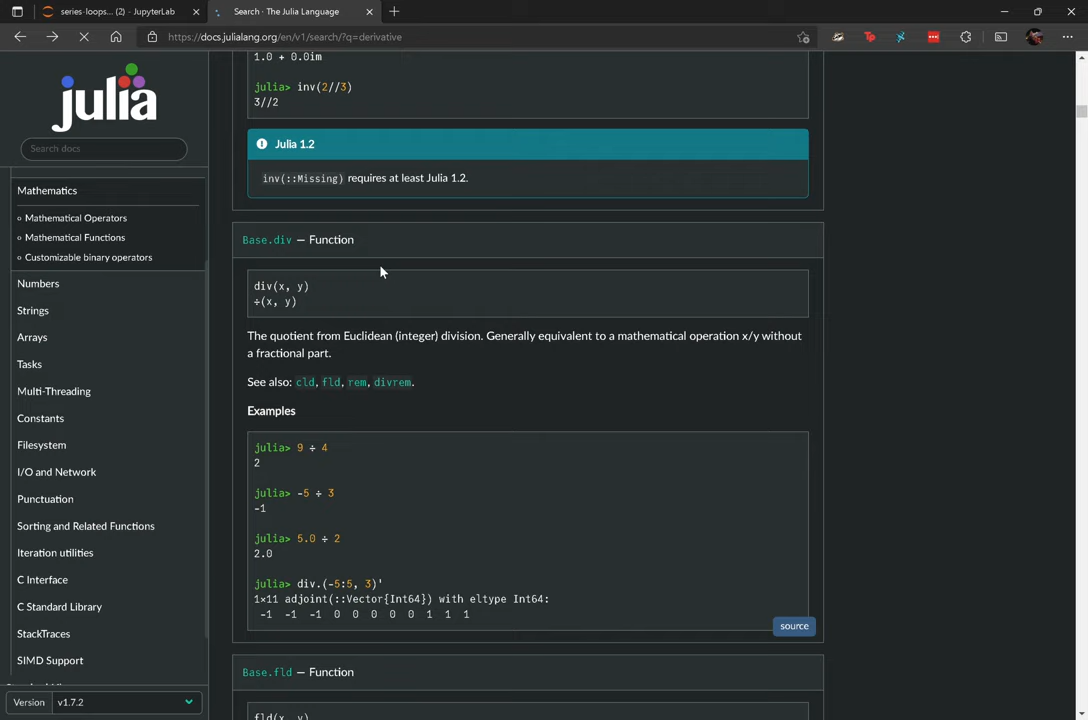 series-loops... (2) - JupyterLab
Search · The Julia Language
https://docs.julialang.org/en/v1/search/?q=derivative
julia
Search docs
Mathematics
Mathematical Operators
Mathematical Functions
Customizable binary operators
Numbers
Strings
Arrays
Tasks
Multi-Threading
Constants
Filesystem
I/O and Network
Punctuation
Sorting and Related Functions
Iteration utilities
C Interface
C Standard Library
StackTraces
SIMD Support
Version v1.7.2
1.0 + 0.0im
julia> inv(2//3)
3//2
Julia 1.2
inv(::Missing) requires at least Julia 1.2.
Base.div — Function
div(x, y)
÷(x, y)
The quotient from Euclidean (integer) division. Generally equivalent to a mathematical operation x/y without
a fractional part.
See also: cld, fld, rem, divrem.
Examples
julia> 9 ÷ 4
2
julia> -5 ÷ 3
-1
julia> 5.0 ÷ 2
2.0
julia> div.(-5:5, 3)'
1×11 adjoint(::Vector{Int64}) with eltype Int64:
-1 -1 -1 0 0 0 0 0 1 1 1
source
Base.fld — Function
fld(x, y)